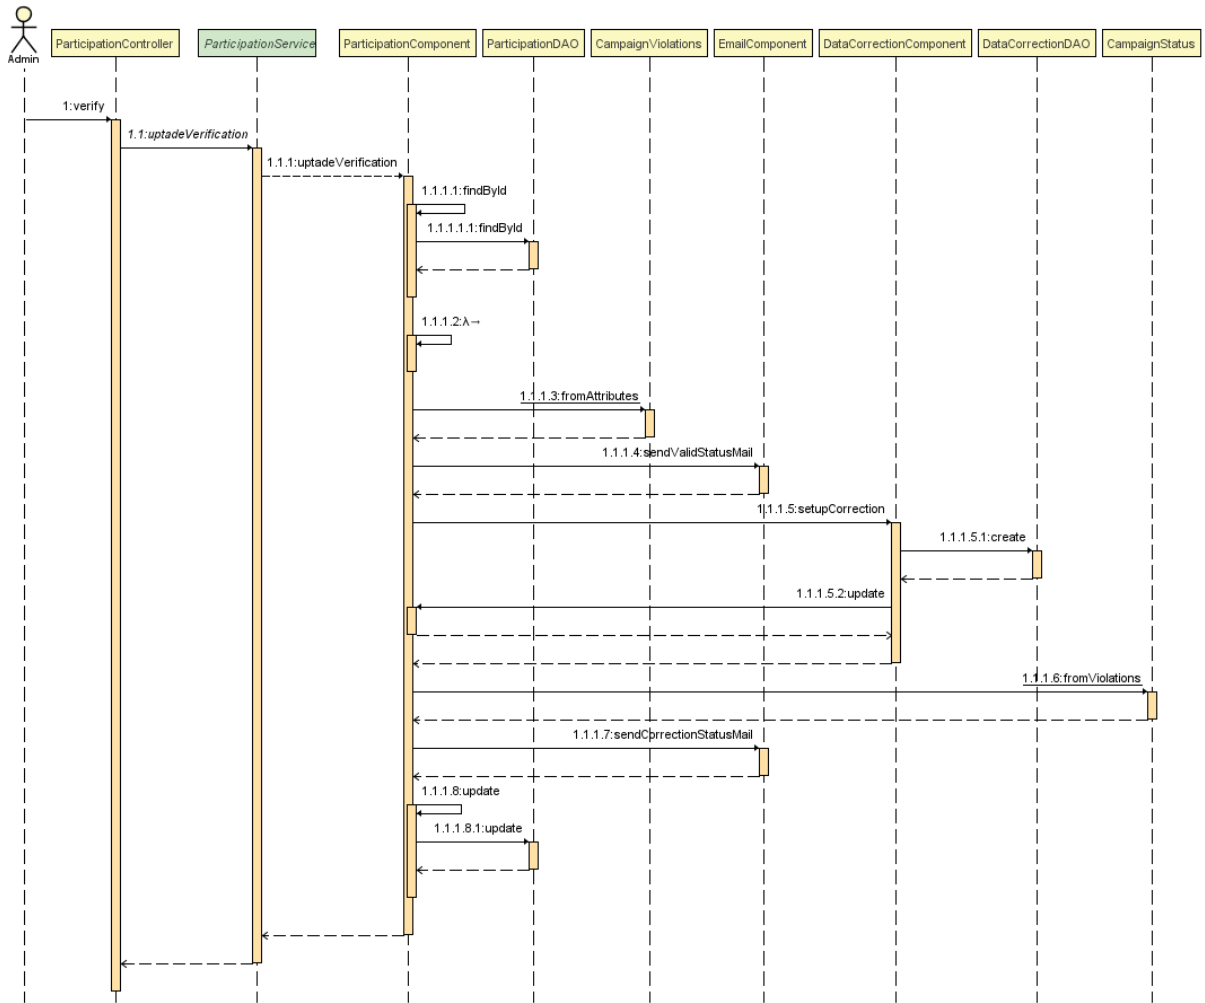 ParticipationController
ParticipationService
ParticipationComponent
ParticipationDAO
CampaignViolations
EmailComponent
DataCorrectionComponent
DataCorrectionDAO
CampaignStatus
Admin
1:verify
1.1:uptadeVerification
1.1.1:uptadeVerification
1.1.1.1:findById
1.1.1.1.1:findById
1.1.1.2:λ→
1.1.1.3:fromAttributes
1.1.1.4:sendValidStatusMail
1.1.1.5:setupCorrection
1.1.1.5.1:create
1.1.1.5.2:update
1.1.1.6:fromViolations
1.1.1.7:sendCorrectionStatusMail
1.1.1.8:update
1.1.1.8.1:update